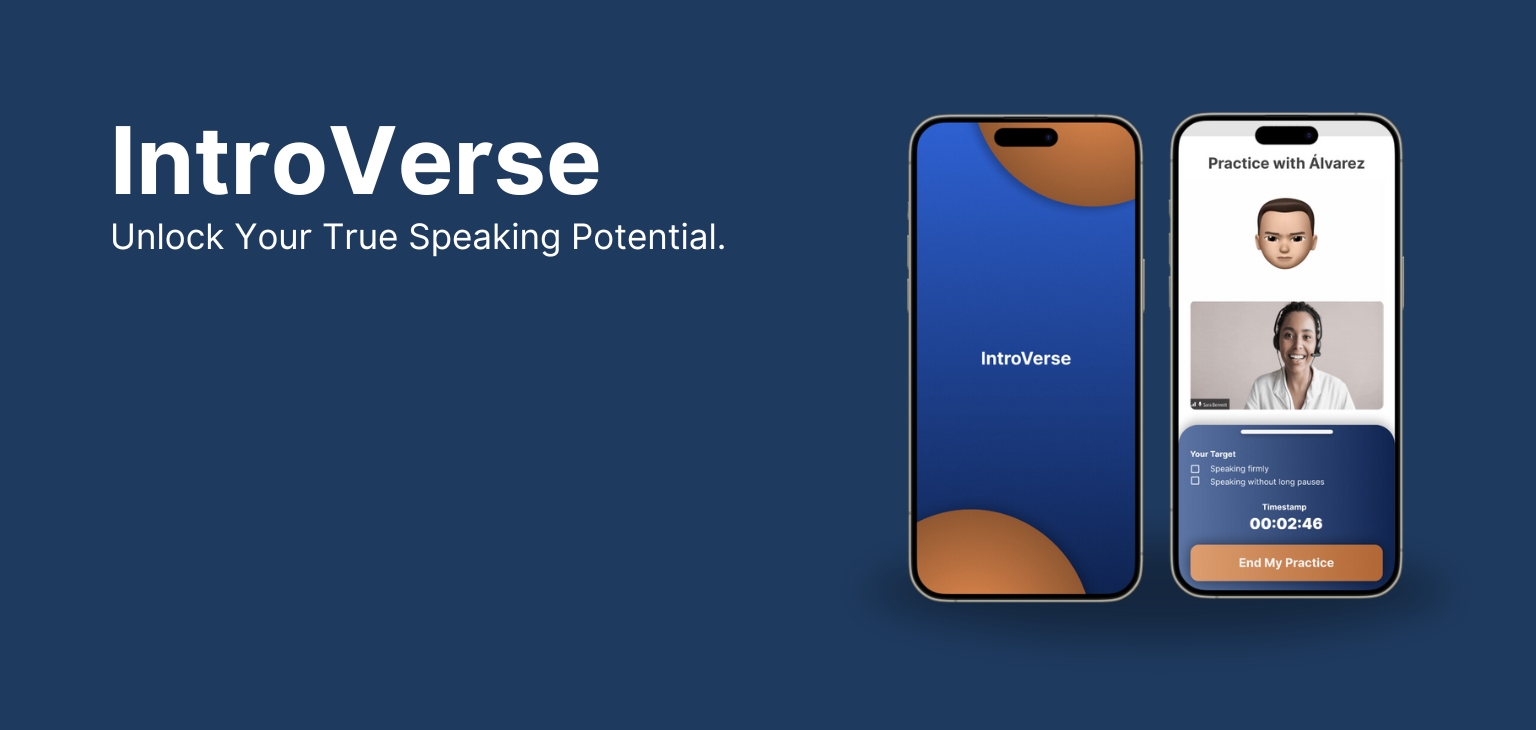 IntroVerse
Unlock Your True Speaking Potential.
IntroVerse
Practice with Álvarez
Your Target
Speaking firmly
Speaking without long pauses
Timestamp
00:02:46
End My Practice